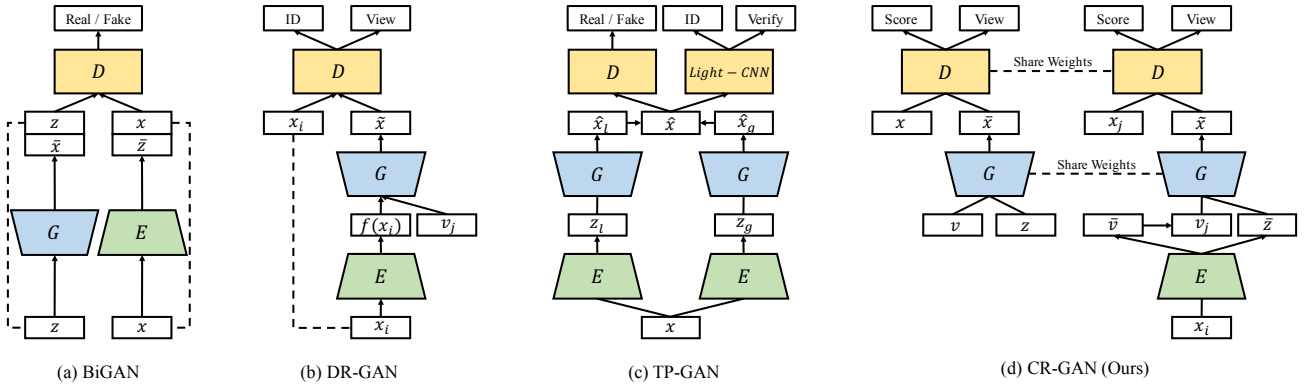 Real / Fake
D
z
x̄
x
z̄
G
E
z
x
(a) BiGAN
ID
View
D
x_i
x̃
G
f(x_i)
v_j
E
x_i
(b) DR-GAN
Real / Fake
ID
Verify
D
Light − CNN
x̂_l
x̂
x̂_g
G
G
z_l
z_g
E
E
x
(c) TP-GAN
Score
View
Score
View
D
Share Weights
D
x
x̄
x_j
x̃
G
Share Weights
G
v
z
v̄
v_j
z̄
E
x_i
(d) CR-GAN (Ours)